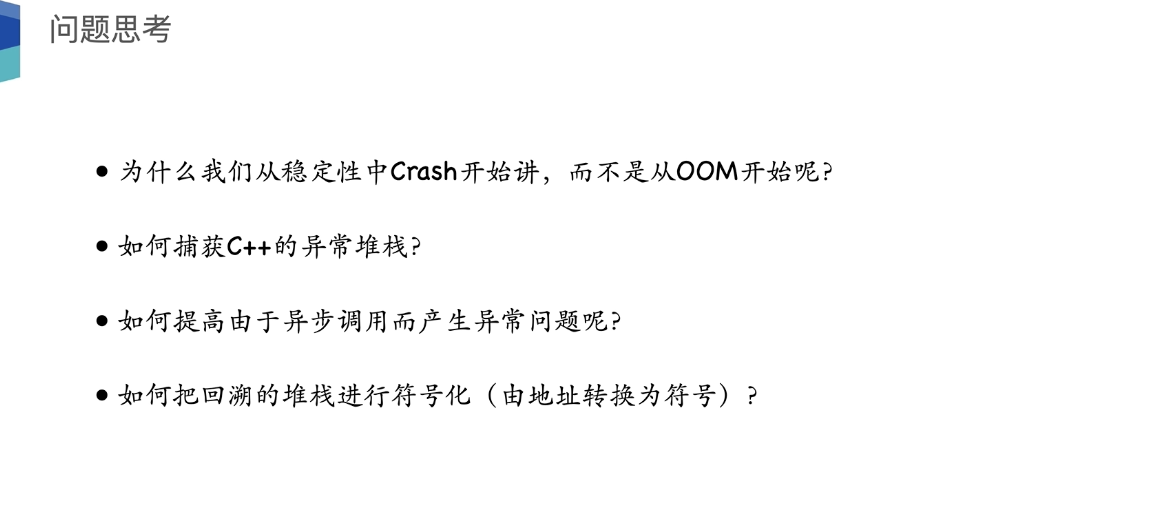 问题思考
• 为什么我们从稳定性中Crash开始讲，而不是从OOM开始呢?
• 如何捕获C++的异常堆栈?
• 如何提高由于异步调用而产生异常问题呢?
• 如何把回溯的堆栈进行符号化（由地址转换为符号）?